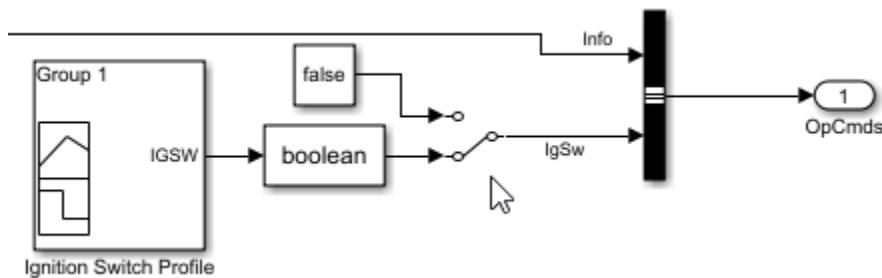 Info
Group 1
false
1
OpCmds
IGSW
boolean
IgSw
Ignition Switch Profile